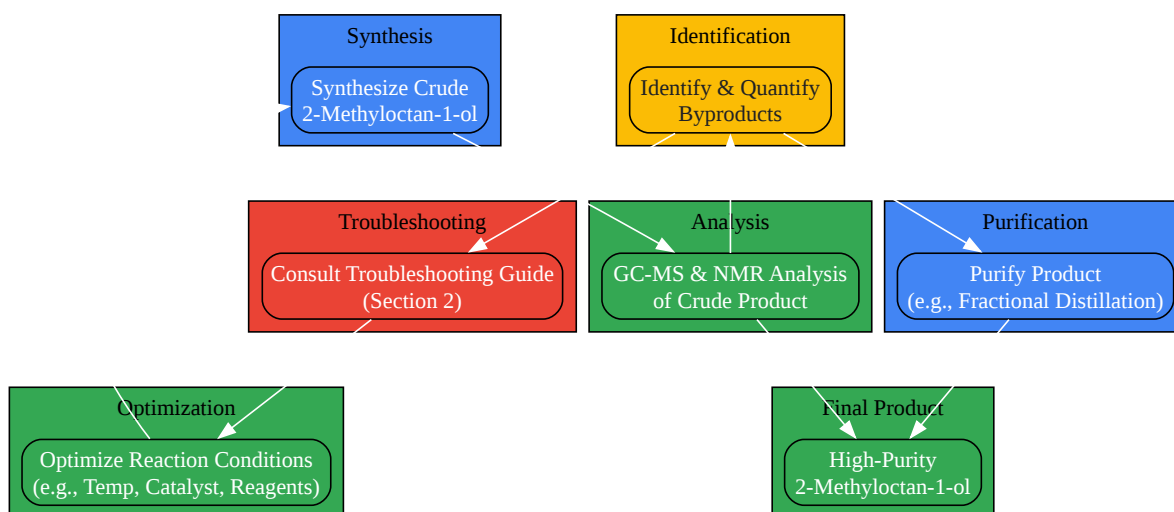 Synthesis
Synthesize Crude
2-Methyloctan-1-ol
Identification
Identify & Quantify
Byproducts
Troubleshooting
Consult Troubleshooting Guide
(Section 2)
Analysis
GC-MS & NMR Analysis
of Crude Product
Purification
Purify Product
(e.g., Fractional Distillation)
Optimization
Optimize Reaction Conditions
(e.g., Temp, Catalyst, Reagents)
Final Product
High-Purity
2-Methyloctan-1-ol